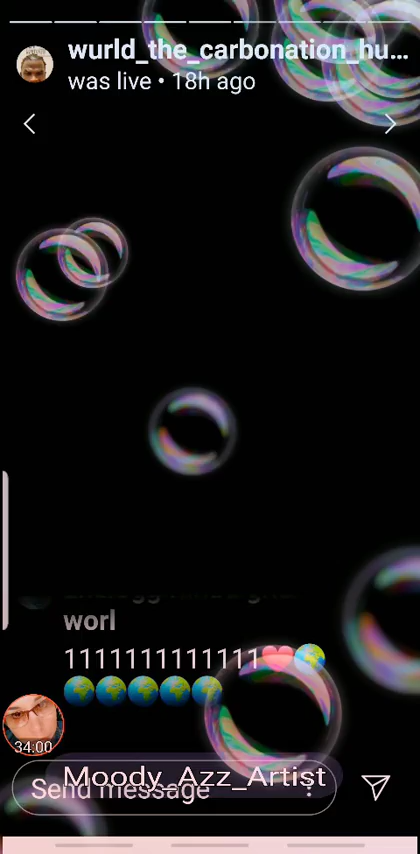 wurld_the_carbonation_hu...
was live • 18h ago
worl
1111111111111❤️🌍
🌍🌍🌍🌍🌍
34:00
Moody_Azz_Artist
Send message